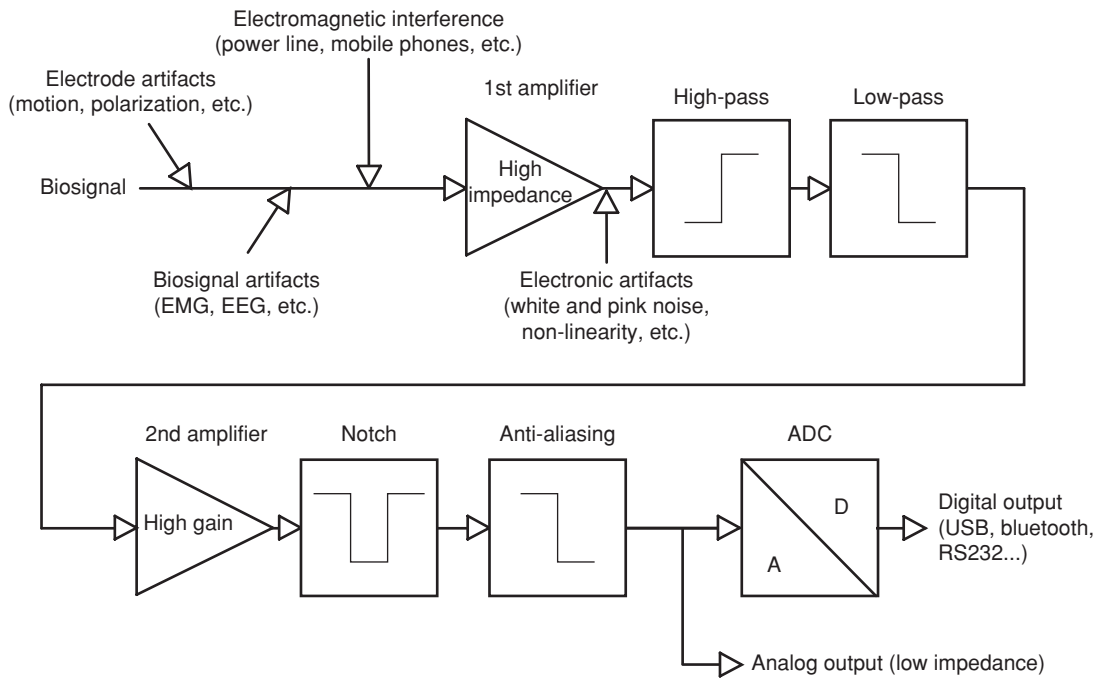 Electromagnetic interference
(power line, mobile phones, etc.)
Electrode artifacts
(motion, polarization, etc.)
1st amplifier
High-pass
Low-pass
Biosignal
High
impedance
Biosignal artifacts
(EMG, EEG, etc.)
Electronic artifacts
(white and pink noise,
non-linearity, etc.)
2nd amplifier
Notch
Anti-aliasing
ADC
High gain
D
A
Digital output
(USB, bluetooth,
RS232...)
Analog output (low impedance)